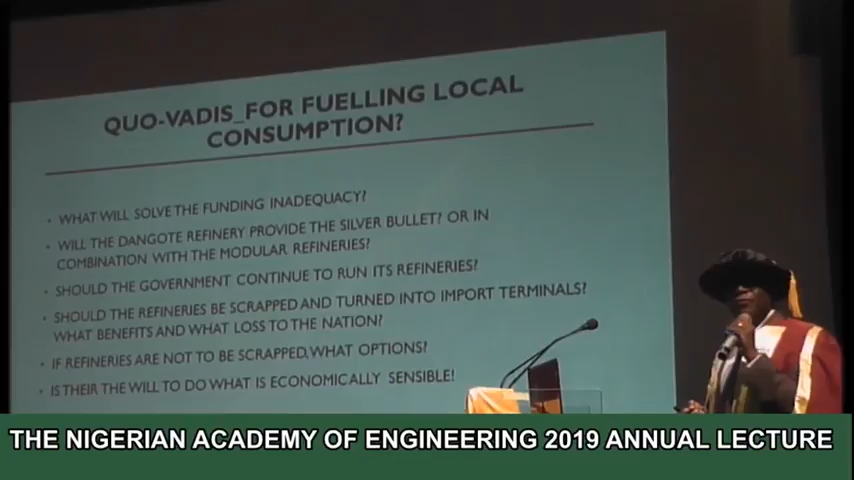 QUO-VADIS_FOR FUELLING LOCAL
CONSUMPTION?
• WHAT WILL SOLVE THE FUNDING INADEQUACY?
• WILL THE DANGOTE REFINERY PROVIDE THE SILVER BULLET? OR IN
COMBINATION WITH THE MODULAR REFINERIES?
• SHOULD THE GOVERNMENT CONTINUE TO RUN ITS REFINERIES?
• SHOULD THE REFINERIES BE SCRAPPED AND TURNED INTO IMPORT TERMINALS?
WHAT BENEFITS AND WHAT LOSS TO THE NATION?
• IF REFINERIES ARE NOT TO BE SCRAPPED, WHAT OPTIONS?
• IS THEIR THE WILL TO DO WHAT IS ECONOMICALLY SENSIBLE!
THE NIGERIAN ACADEMY OF ENGINEERING 2019 ANNUAL LECTURE